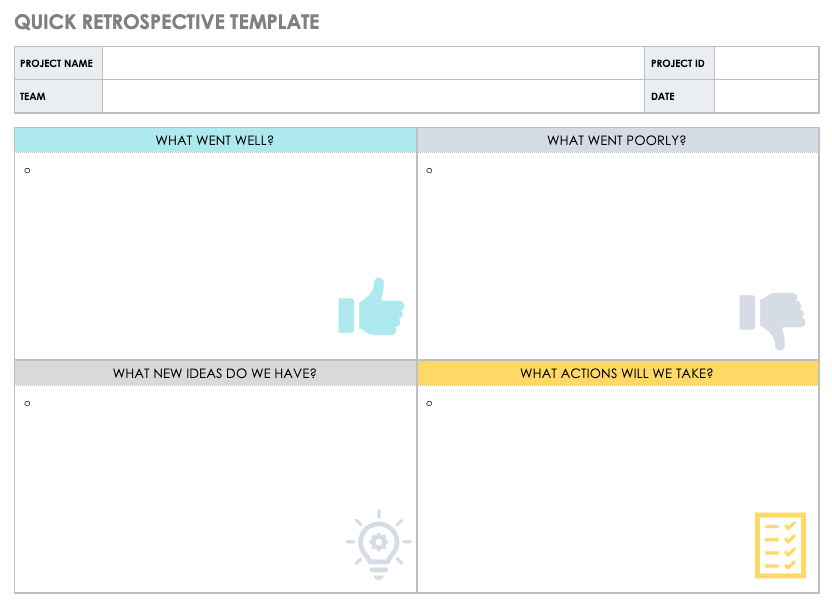 QUICK RETROSPECTIVE TEMPLATE
PROJECT NAME
PROJECT ID
TEAM
DATE
WHAT WENT WELL?
WHAT WENT POORLY?
WHAT NEW IDEAS DO WE HAVE?
WHAT ACTIONS WILL WE TAKE?